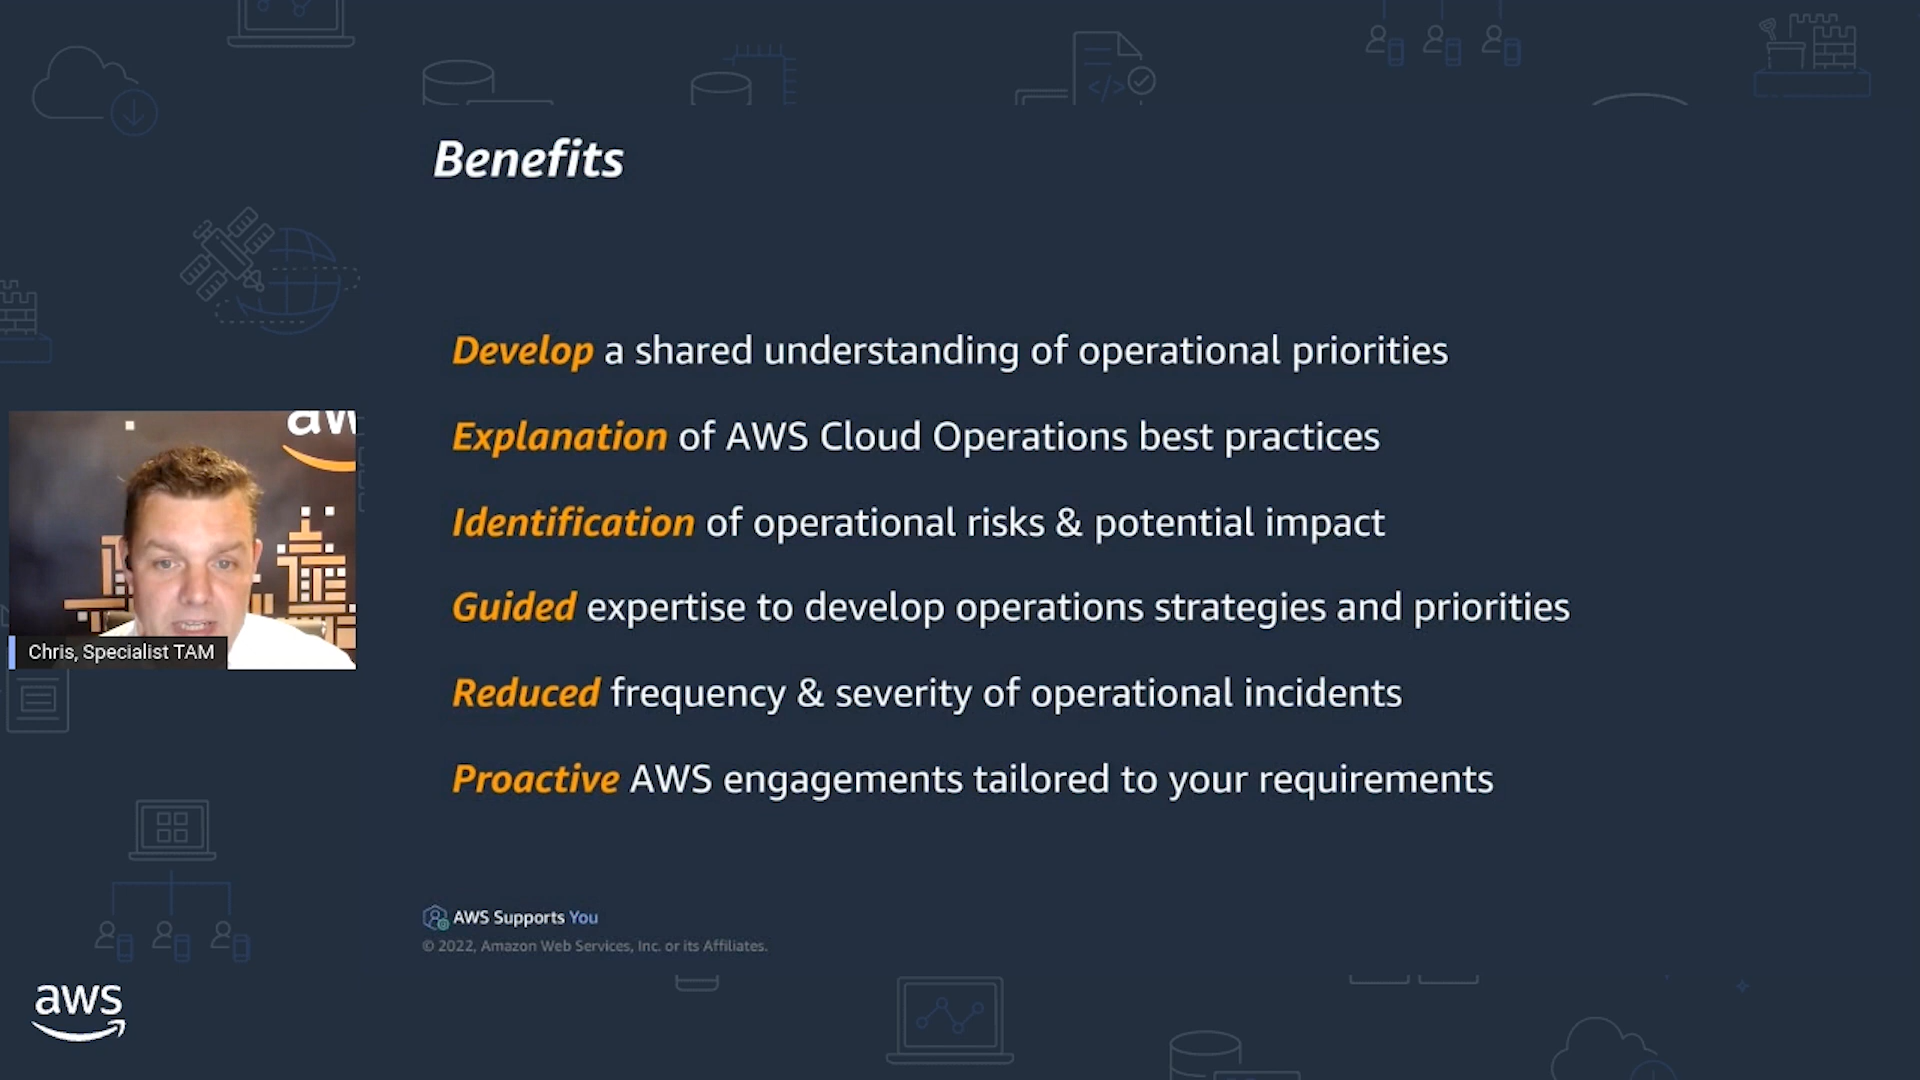 Benefits
Develop a shared understanding of operational priorities
Explanation of AWS Cloud Operations best practices
Identification of operational risks & potential impact
Guided expertise to develop operations strategies and priorities
Reduced frequency & severity of operational incidents
Proactive AWS engagements tailored to your requirements
aw
Chris, Specialist TAM
AWS Supports You
© 2022, Amazon Web Services, Inc. or its Affiliates.
aws